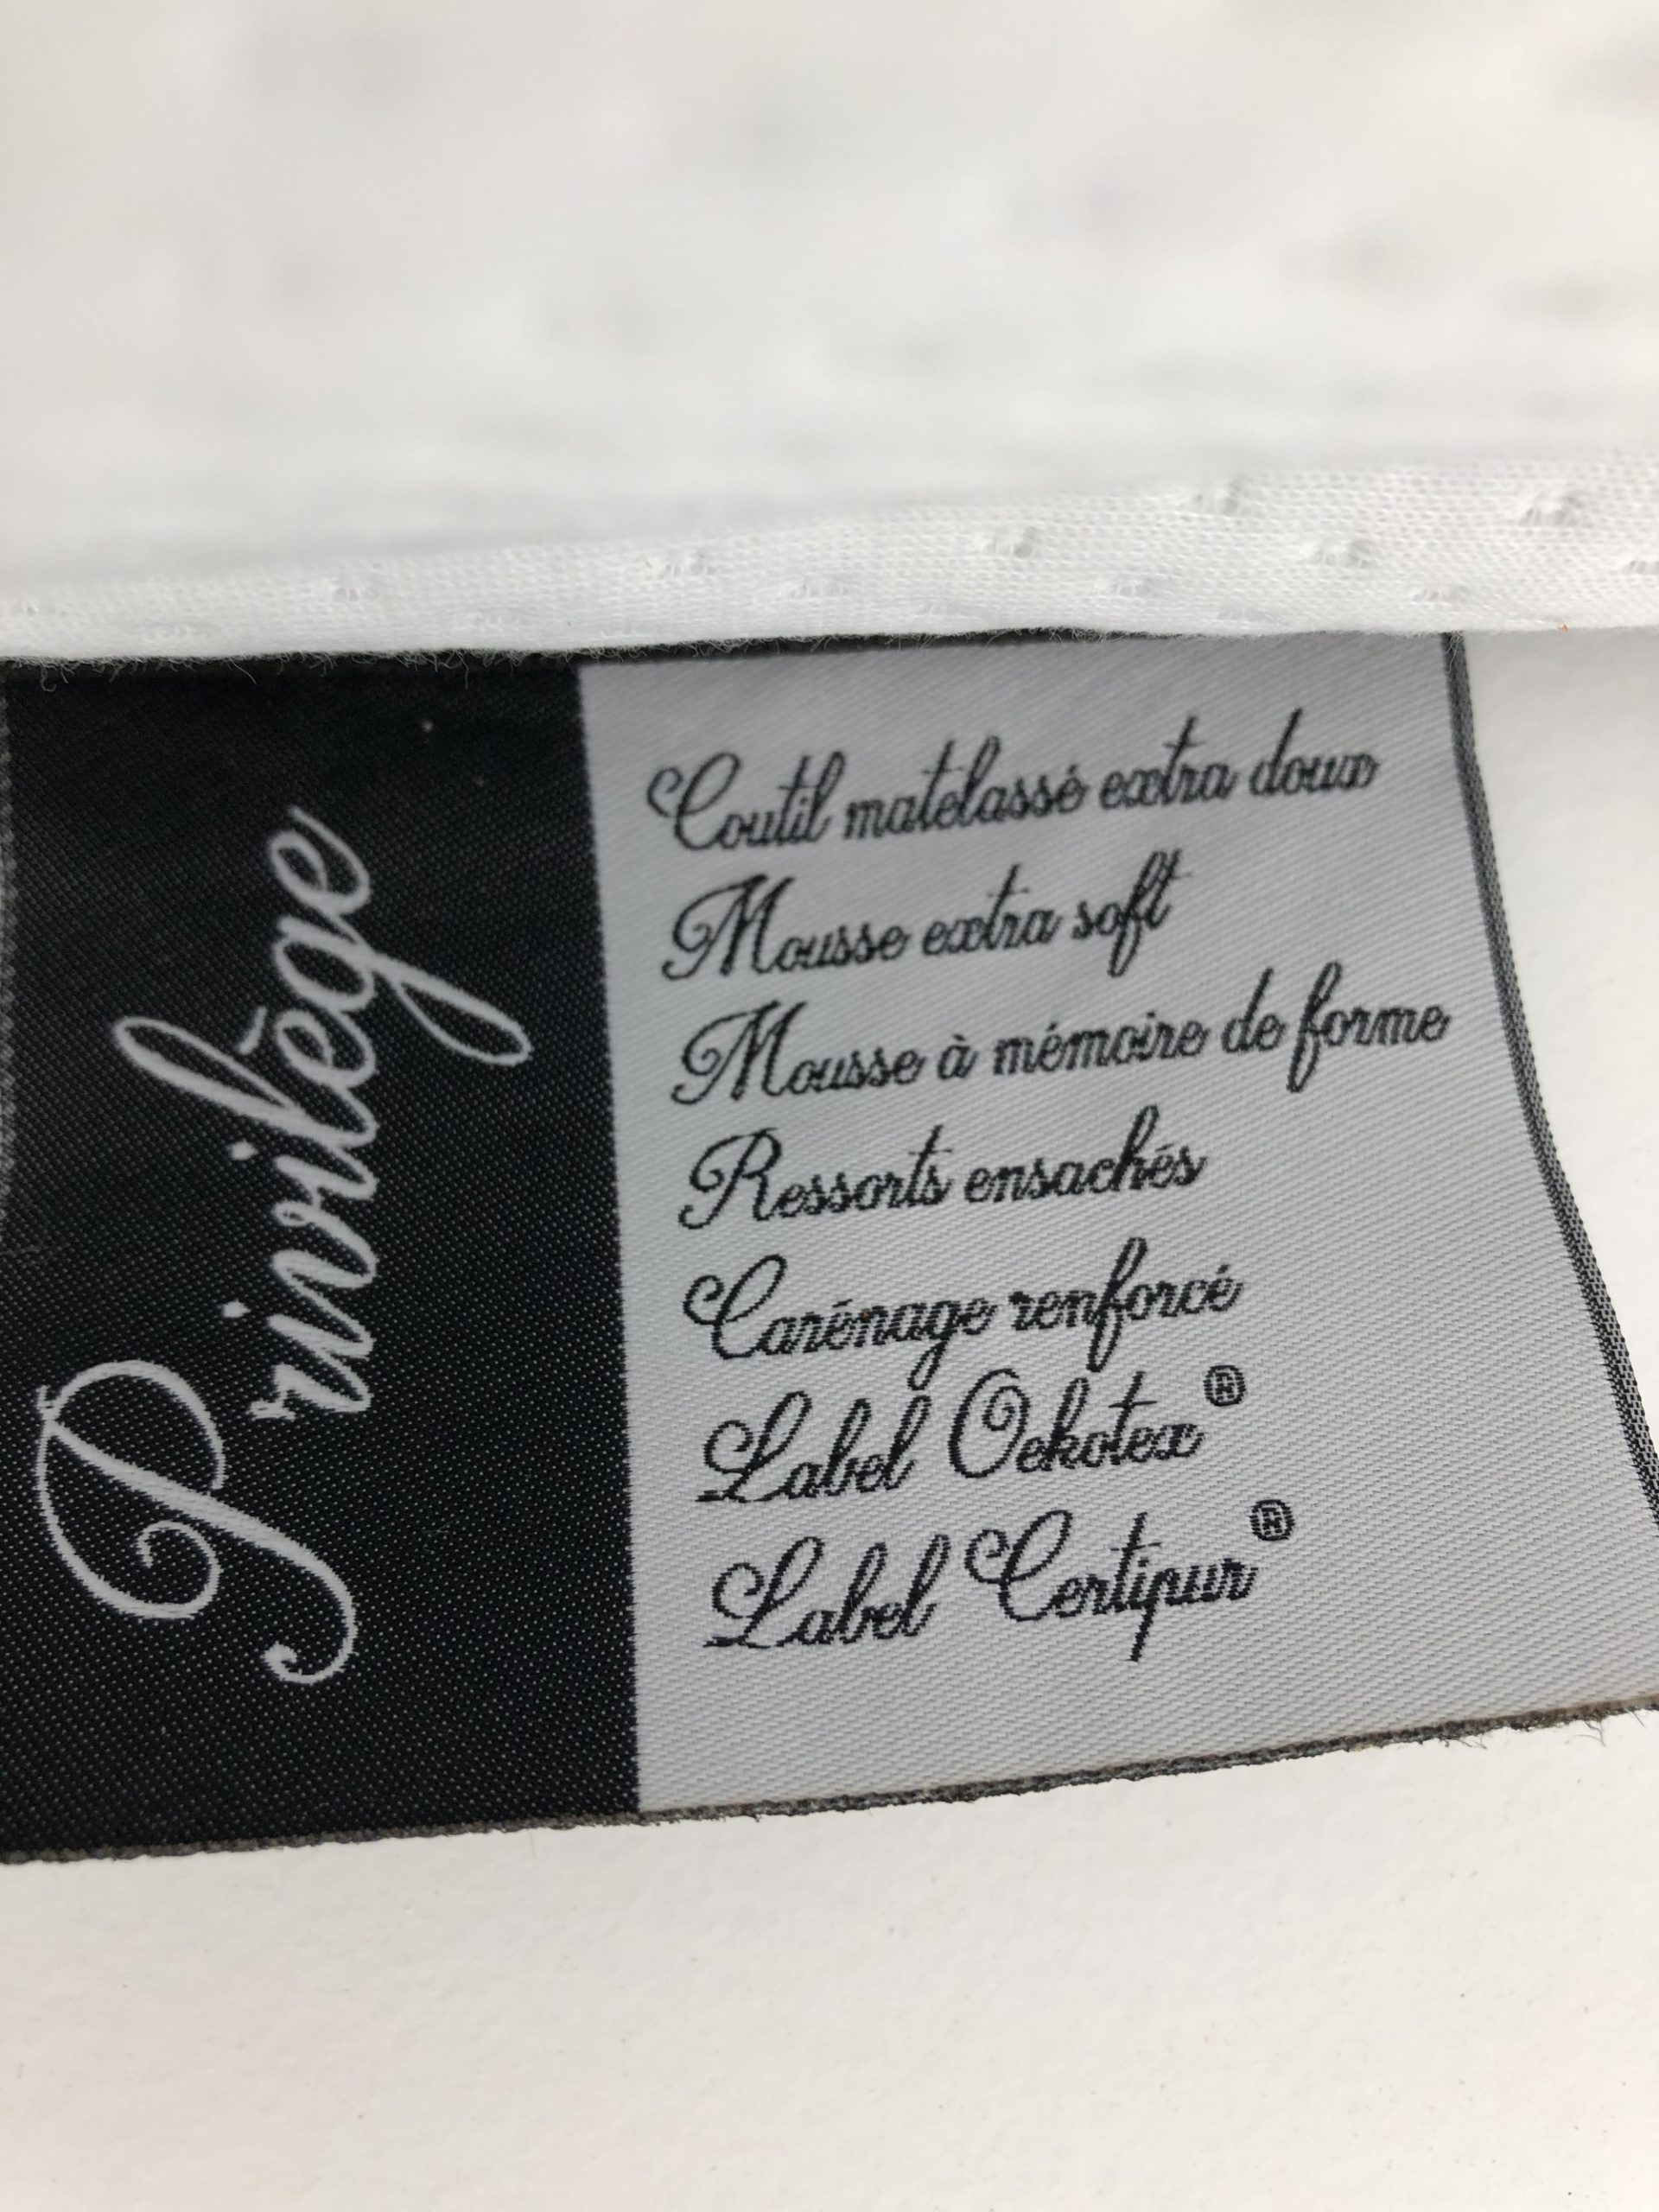 Privilège
Coutil matelassé extra doux
Mousse extra soft
Mousse à mémoire de forme
Ressorts ensachés
Carénage renforcé
Label Oekotex®
Label Certipur®